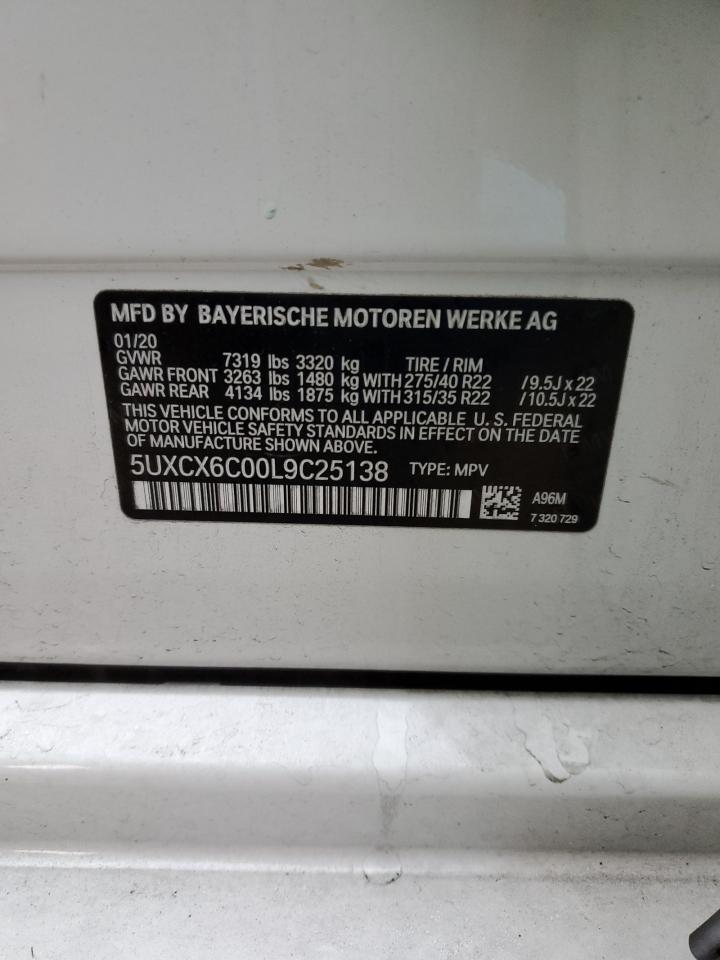 MFD BY BAYERISCHE MOTOREN WERKE AG
01/20
GVWR 7319 lbs 3320 kg TIRE / RIM
GAWR FRONT 3263 lbs 1480 kg WITH 275/40 R22 / 9.5J x 22
GAWR REAR 4134 lbs 1875 kg WITH 315/35 R22 / 10.5J x 22
THIS VEHICLE CONFORMS TO ALL APPLICABLE U. S. FEDERAL
MOTOR VEHICLE SAFETY STANDARDS IN EFFECT ON THE DATE
OF MANUFACTURE SHOWN ABOVE.
5UXCX6C00L9C25138 TYPE: MPV
A96M
7 320 729